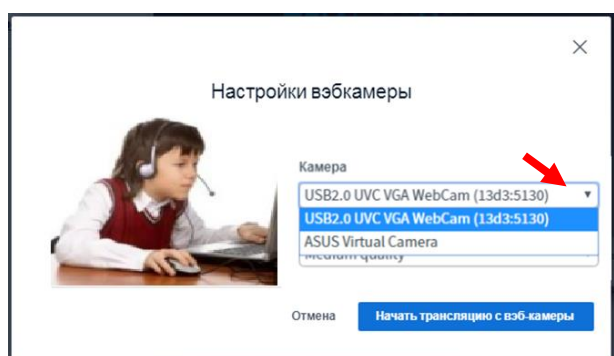 Настройки вэбкамеры
Камера
USB2.0 UVC VGA WebCam (13d3:5130)
USB2.0 UVC VGA WebCam (13d3:5130)
ASUS Virtual Camera
Medium quality
Отмена
Начать трансляцию с вэб-камеры